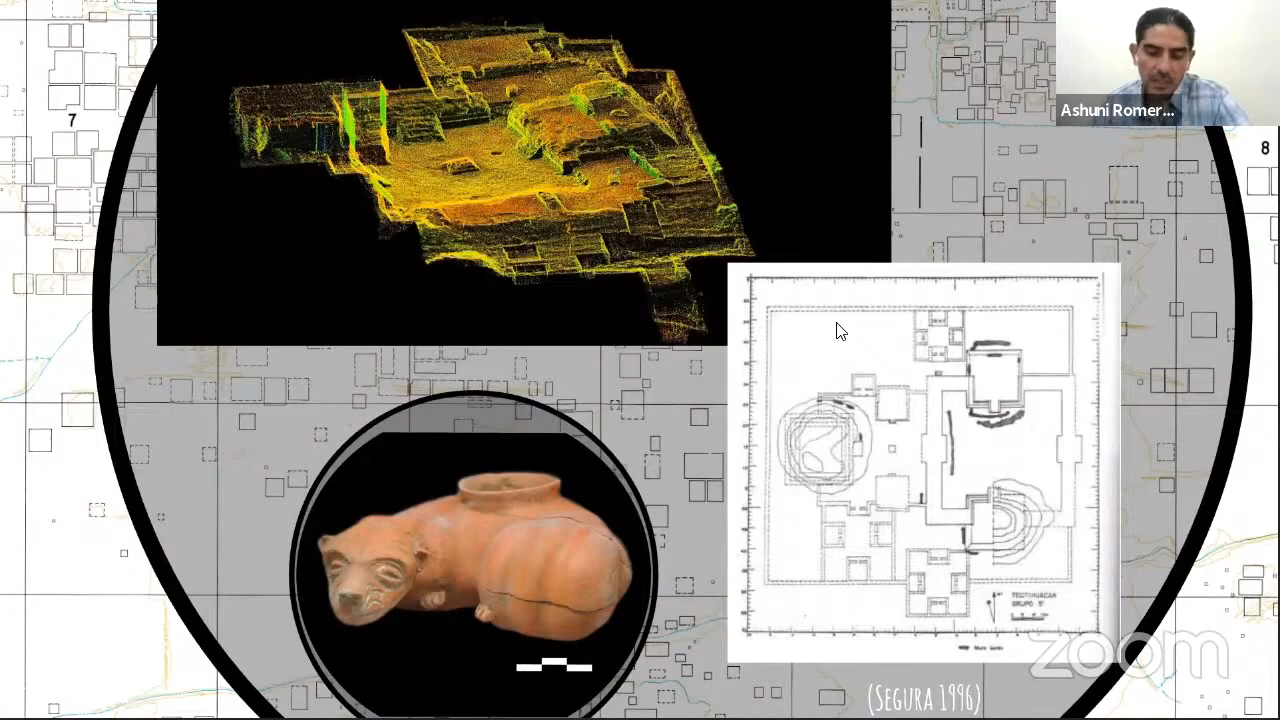 Ashuni Romer...
7
8
TEOTIHUACAN
GRUPO 5'
zoom
(SEGURA 1996)